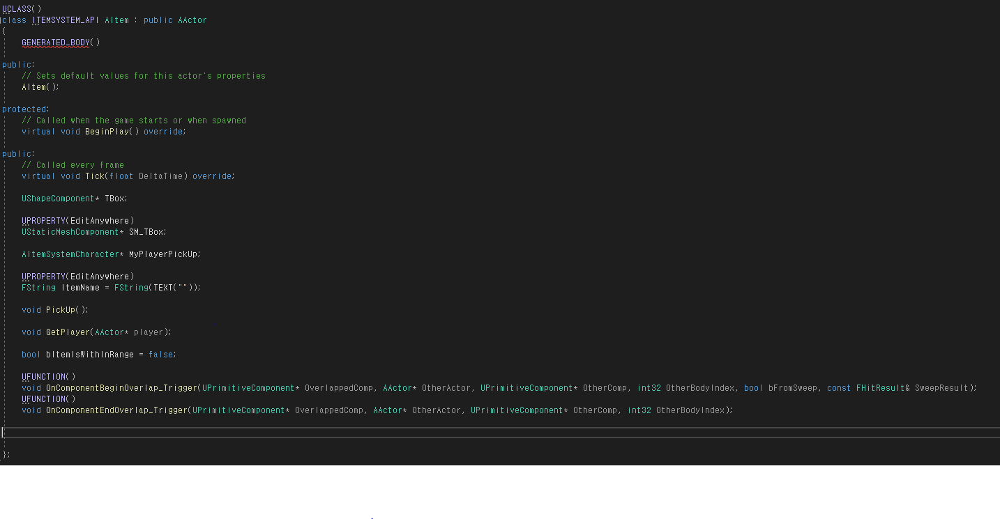 UCLASS()
class ITEMSYSTEM_API AItem : public AActor
{
GENERATED_BODY()
public:
// Sets default values for this actor's properties
AItem();
protected:
// Called when the game starts or when spawned
virtual void BeginPlay() override;
public:
// Called every frame
virtual void Tick(float DeltaTime) override;
UShapeComponent* TBox;
UPROPERTY(EditAnywhere)
UStaticMeshComponent* SM_TBox;
AItemSystemCharacter* MyPlayerPickUp;
UPROPERTY(EditAnywhere)
FString ItemName = FString(TEXT(""));
void PickUp();
void GetPlayer(AActor* player);
bool bItemIsWithInRange = false;
UFUNCTION()
void OnComponentBeginOverlap_Trigger(UPrimitiveComponent* OverlappedComp, AActor* OtherActor, UPrimitiveComponent* OtherComp, int32 OtherBodyIndex, bool bFromSweep, const FHitResult& SweepResult);
UFUNCTION()
void OnComponentEndOverlap_Trigger(UPrimitiveComponent* OverlappedComp, AActor* OtherActor, UPrimitiveComponent* OtherComp, int32 OtherBodyIndex);
};